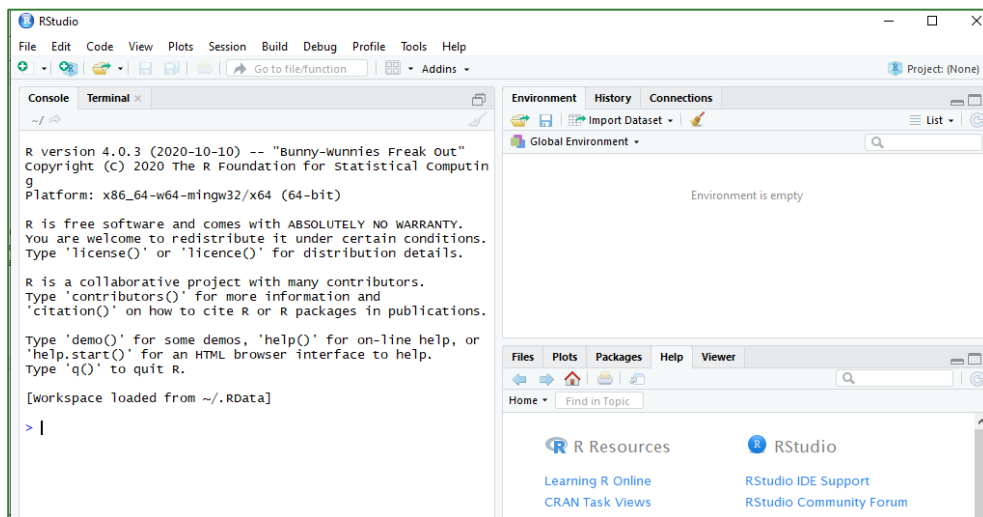 RStudio
File Edit Code View Plots Session Build Debug Profile Tools Help
Go to file/function Addins Project: (None)
Console Terminal
~/
R version 4.0.3 (2020-10-10) -- "Bunny-Wunnies Freak Out"
Copyright (C) 2020 The R Foundation for Statistical Computin
g
Platform: x86_64-w64-mingw32/x64 (64-bit)
R is free software and comes with ABSOLUTELY NO WARRANTY.
You are welcome to redistribute it under certain conditions.
Type 'license()' or 'licence()' for distribution details.
R is a collaborative project with many contributors.
Type 'contributors()' for more information and
'citation()' on how to cite R or R packages in publications.
Type 'demo()' for some demos, 'help()' for on-line help, or
'help.start()' for an HTML browser interface to help.
Type 'q()' to quit R.
[Workspace loaded from ~/.RData]
>
Environment History Connections
Import Dataset List
Global Environment
Environment is empty
Files Plots Packages Help Viewer
Home Find in Topic
R Resources RStudio
Learning R Online RStudio IDE Support
CRAN Task Views RStudio Community Forum